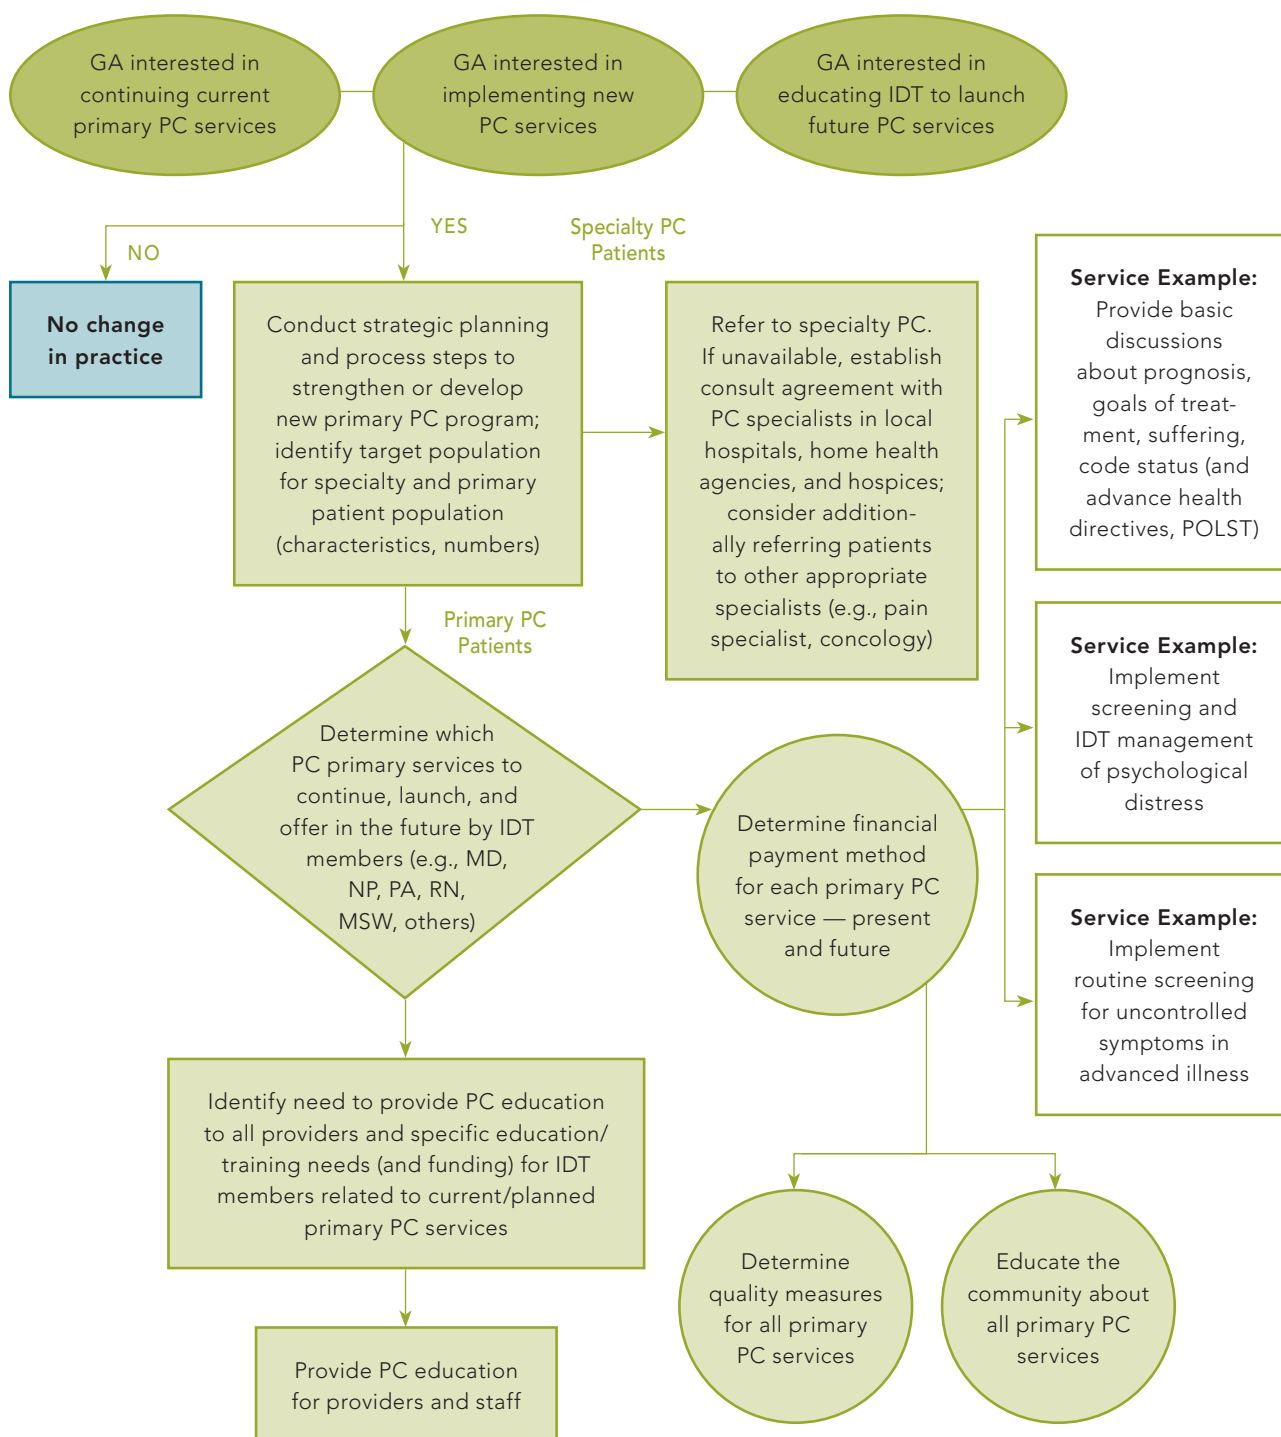 GA interested in
continuing current
primary PC services
GA interested in
implementing new
PC services
GA interested in
educating IDT to launch
future PC services
YES
NO
Specialty PC
Patients
No change
in practice
Conduct strategic planning
and process steps to
strengthen or develop
new primary PC program;
identify target population
for specialty and primary
patient population
(characteristics, numbers)
Refer to specialty PC.
If unavailable, establish
consult agreement with
PC specialists in local
hospitals, home health
agencies, and hospices;
consider addition-
ally referring patients
to other appropriate
specialists (e.g., pain
specialist, concology)
Service Example:
Provide basic
discussions
about prognosis,
goals of treat-
ment, suffering,
code status (and
advance health
directives, POLST)
Primary PC
Patients
Service Example:
Implement
screening and
IDT management
of psychological
distress
Determine which
PC primary services to
continue, launch, and
offer in the future by IDT
members (e.g., MD,
NP, PA, RN,
MSW, others)
Determine financial
payment method
for each primary PC
service — present
and future
Service Example:
Implement
routine screening
for uncontrolled
symptoms in
advanced illness
Identify need to provide PC education
to all providers and specific education/
training needs (and funding) for IDT
members related to current/planned
primary PC services
Determine
quality measures
for all primary
PC services
Educate the
community about
all primary PC
services
Provide PC education
for providers and staff